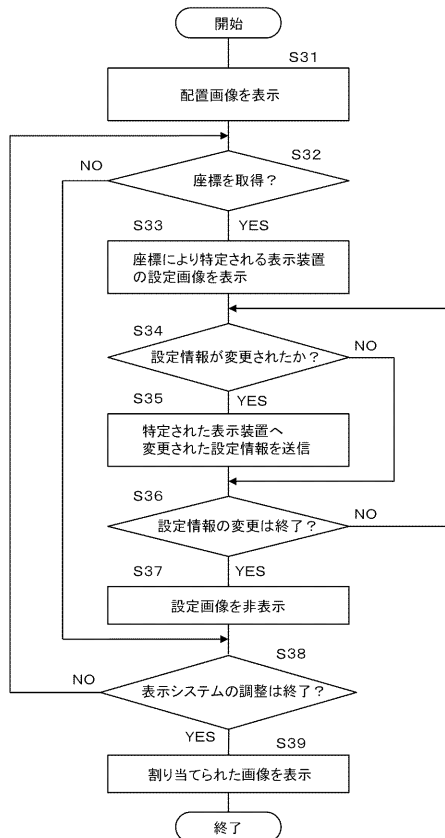 開始
S31
配置画像を表示
S32
NO
座標を取得？
S33
YES
座標により特定される表示装置
の設定画像を表示
S34
NO
設定情報が変更されたか？
S35
YES
特定された表示装置へ
変更された設定情報を送信
S36
NO
設定情報の変更は終了？
S37
YES
設定画像を非表示
S38
NO
表示システムの調整は終了？
YES
S39
割り当てられた画像を表示
終了